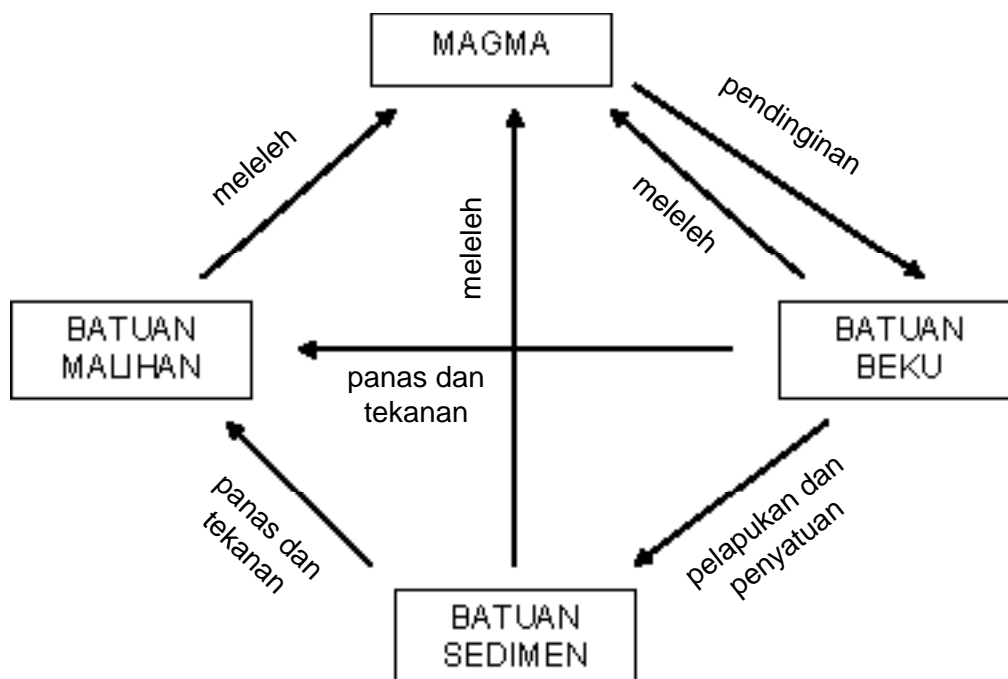 MAGMA
pendinginan
meleleh
meleleh
meleleh
BATUAN
MALIHAN
BATUAN
BEKU
panas dan
tekanan
panas dan
tekanan
pelapukan dan
penyatuan
BATUAN
SEDIMEN